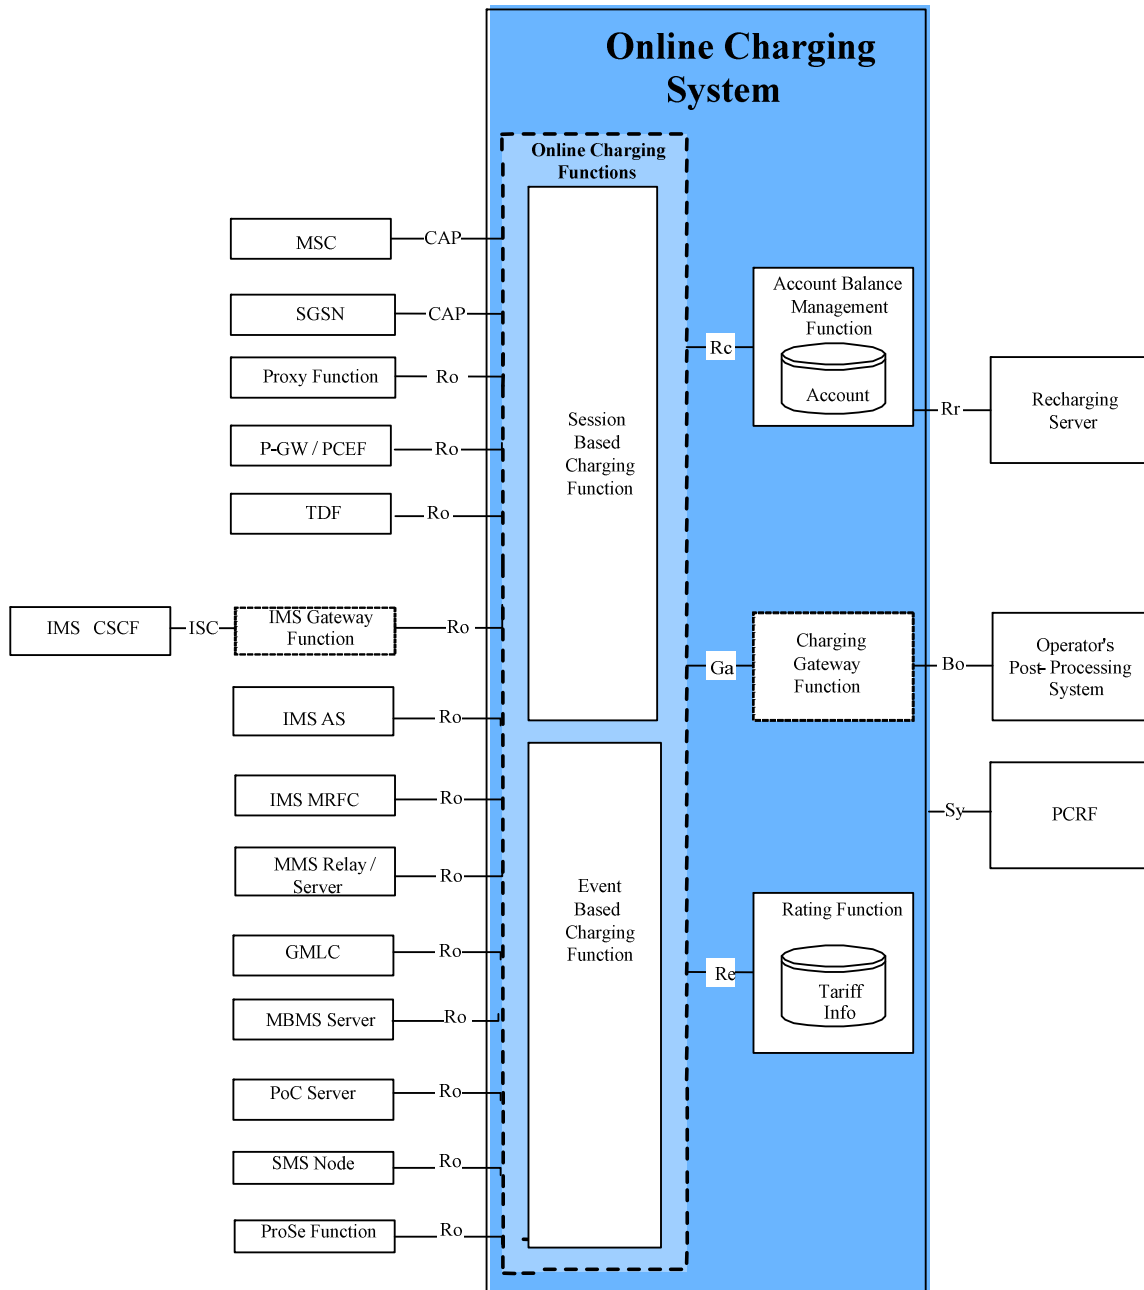 Online Charging
System
Online Charging
Functions
MSC
CAP
SGSN
CAP
Proxy Function
Ro
P-GW / PCEF
Ro
TDF
Ro
IMS CSCF
ISC
IMS Gateway
Function
Ro
IMS AS
Ro
IMS MRFC
Ro
MMS Relay /
Server
Ro
GMLC
Ro
MBMS Server
Ro
PoC Server
Ro
SMS Node
Ro
ProSe Function
Ro
Session
Based
Charging
Function
Event
Based
Charging
Function
Rc
Account Balance
Management
Function
Account
Rr
Recharging
Server
Ga
Charging
Gateway
Function
Bo
Operator's
Post-Processing
System
Sy
PCRF
Re
Rating Function
Tariff
Info